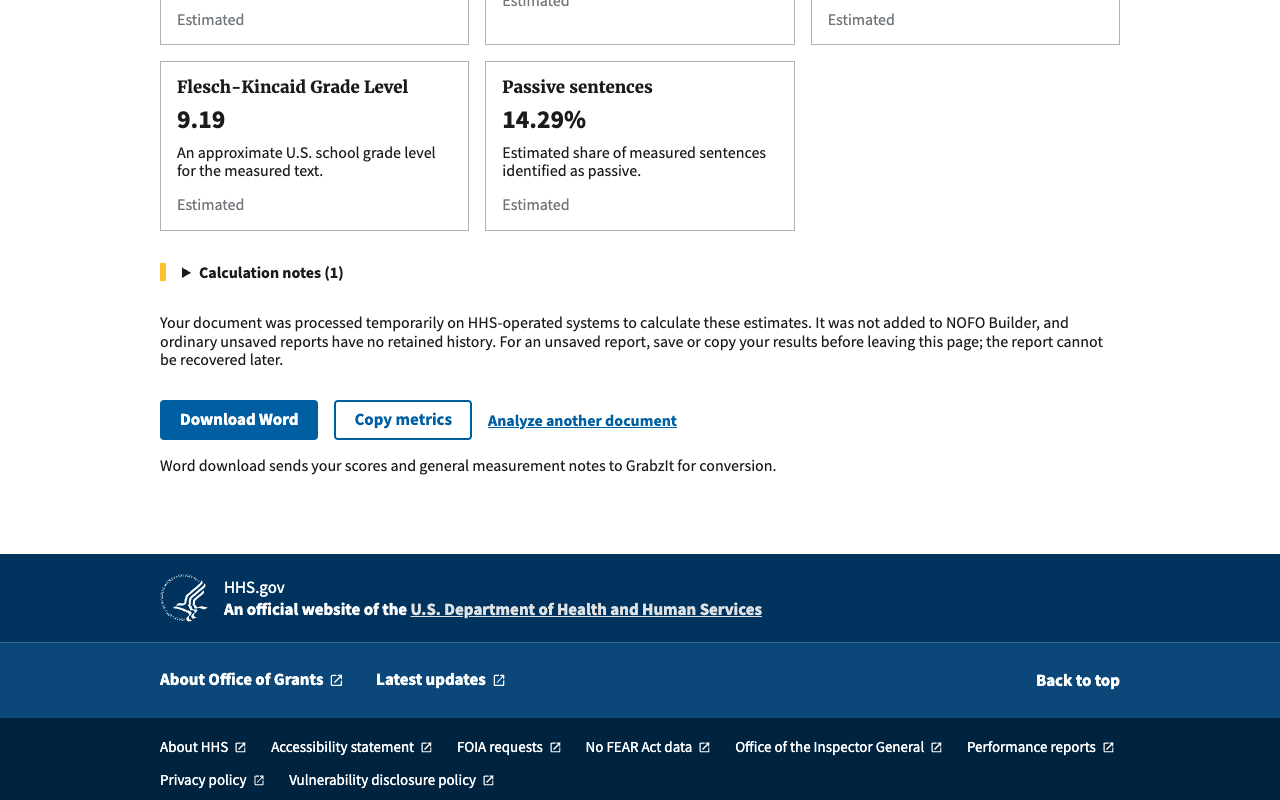 Estimated
Estimated
Estimated
Flesch-Kincaid Grade Level
9.19
An approximate U.S. school grade level
for the measured text.
Estimated
Passive sentences
14.29%
Estimated share of measured sentences
identified as passive.
Estimated
Calculation notes (1)
Your document was processed temporarily on HHS-operated systems to calculate these estimates. It was not added to NOFO Builder, and
ordinary unsaved reports have no retained history. For an unsaved report, save or copy your results before leaving this page; the report cannot
be recovered later.
Download Word
Copy metrics
Analyze another document
Word download sends your scores and general measurement notes to GrabzIt for conversion.
HHS.gov
An official website of the U.S. Department of Health and Human Services
About Office of Grants
Latest updates
Back to top
About HHS
Accessibility statement
FOIA requests
No FEAR Act data
Office of the Inspector General
Performance reports
Privacy policy
Vulnerability disclosure policy